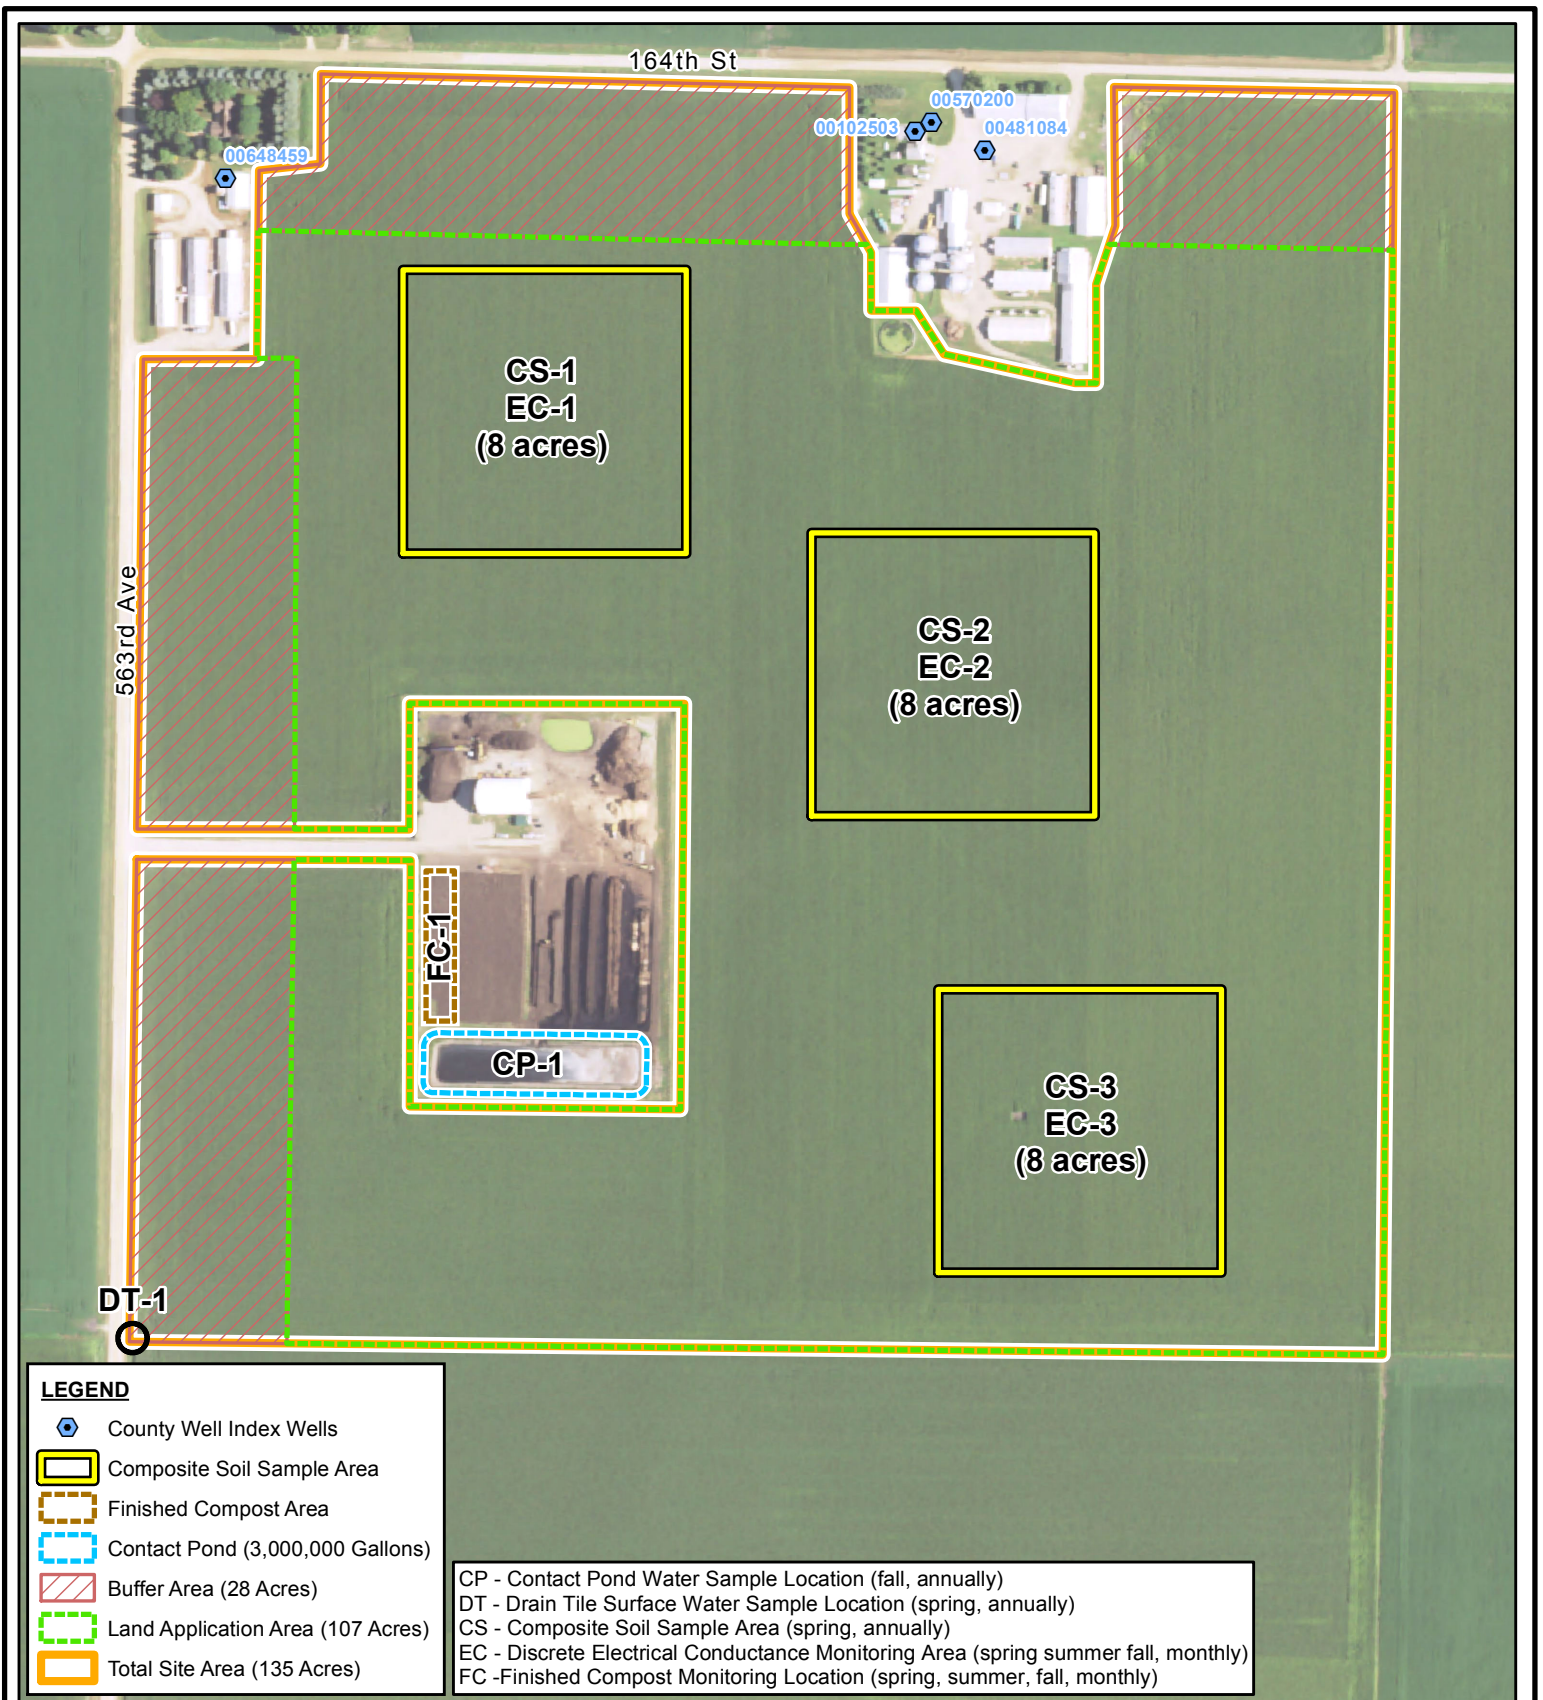 164th St
00570200
00102503
00481084
00648459
CS-1
EC-1
(8 acres)
563rd Ave
CS-2
EC-2
(8 acres)
FC-1
CP-1
CS-3
EC-3
(8 acres)
DT-1
LEGEND
County Well Index Wells
Composite Soil Sample Area
Finished Compost Area
Contact Pond (3,000,000 Gallons)
Buffer Area (28 Acres)
Land Application Area (107 Acres)
Total Site Area (135 Acres)
CP - Contact Pond Water Sample Location (fall, annually)
DT - Drain Tile Surface Water Sample Location (spring, annually)
CS - Composite Soil Sample Area (spring, annually)
EC - Discrete Electrical Conductance Monitoring Area (spring summer fall, monthly)
FC -Finished Compost Monitoring Location (spring, summer, fall, monthly)